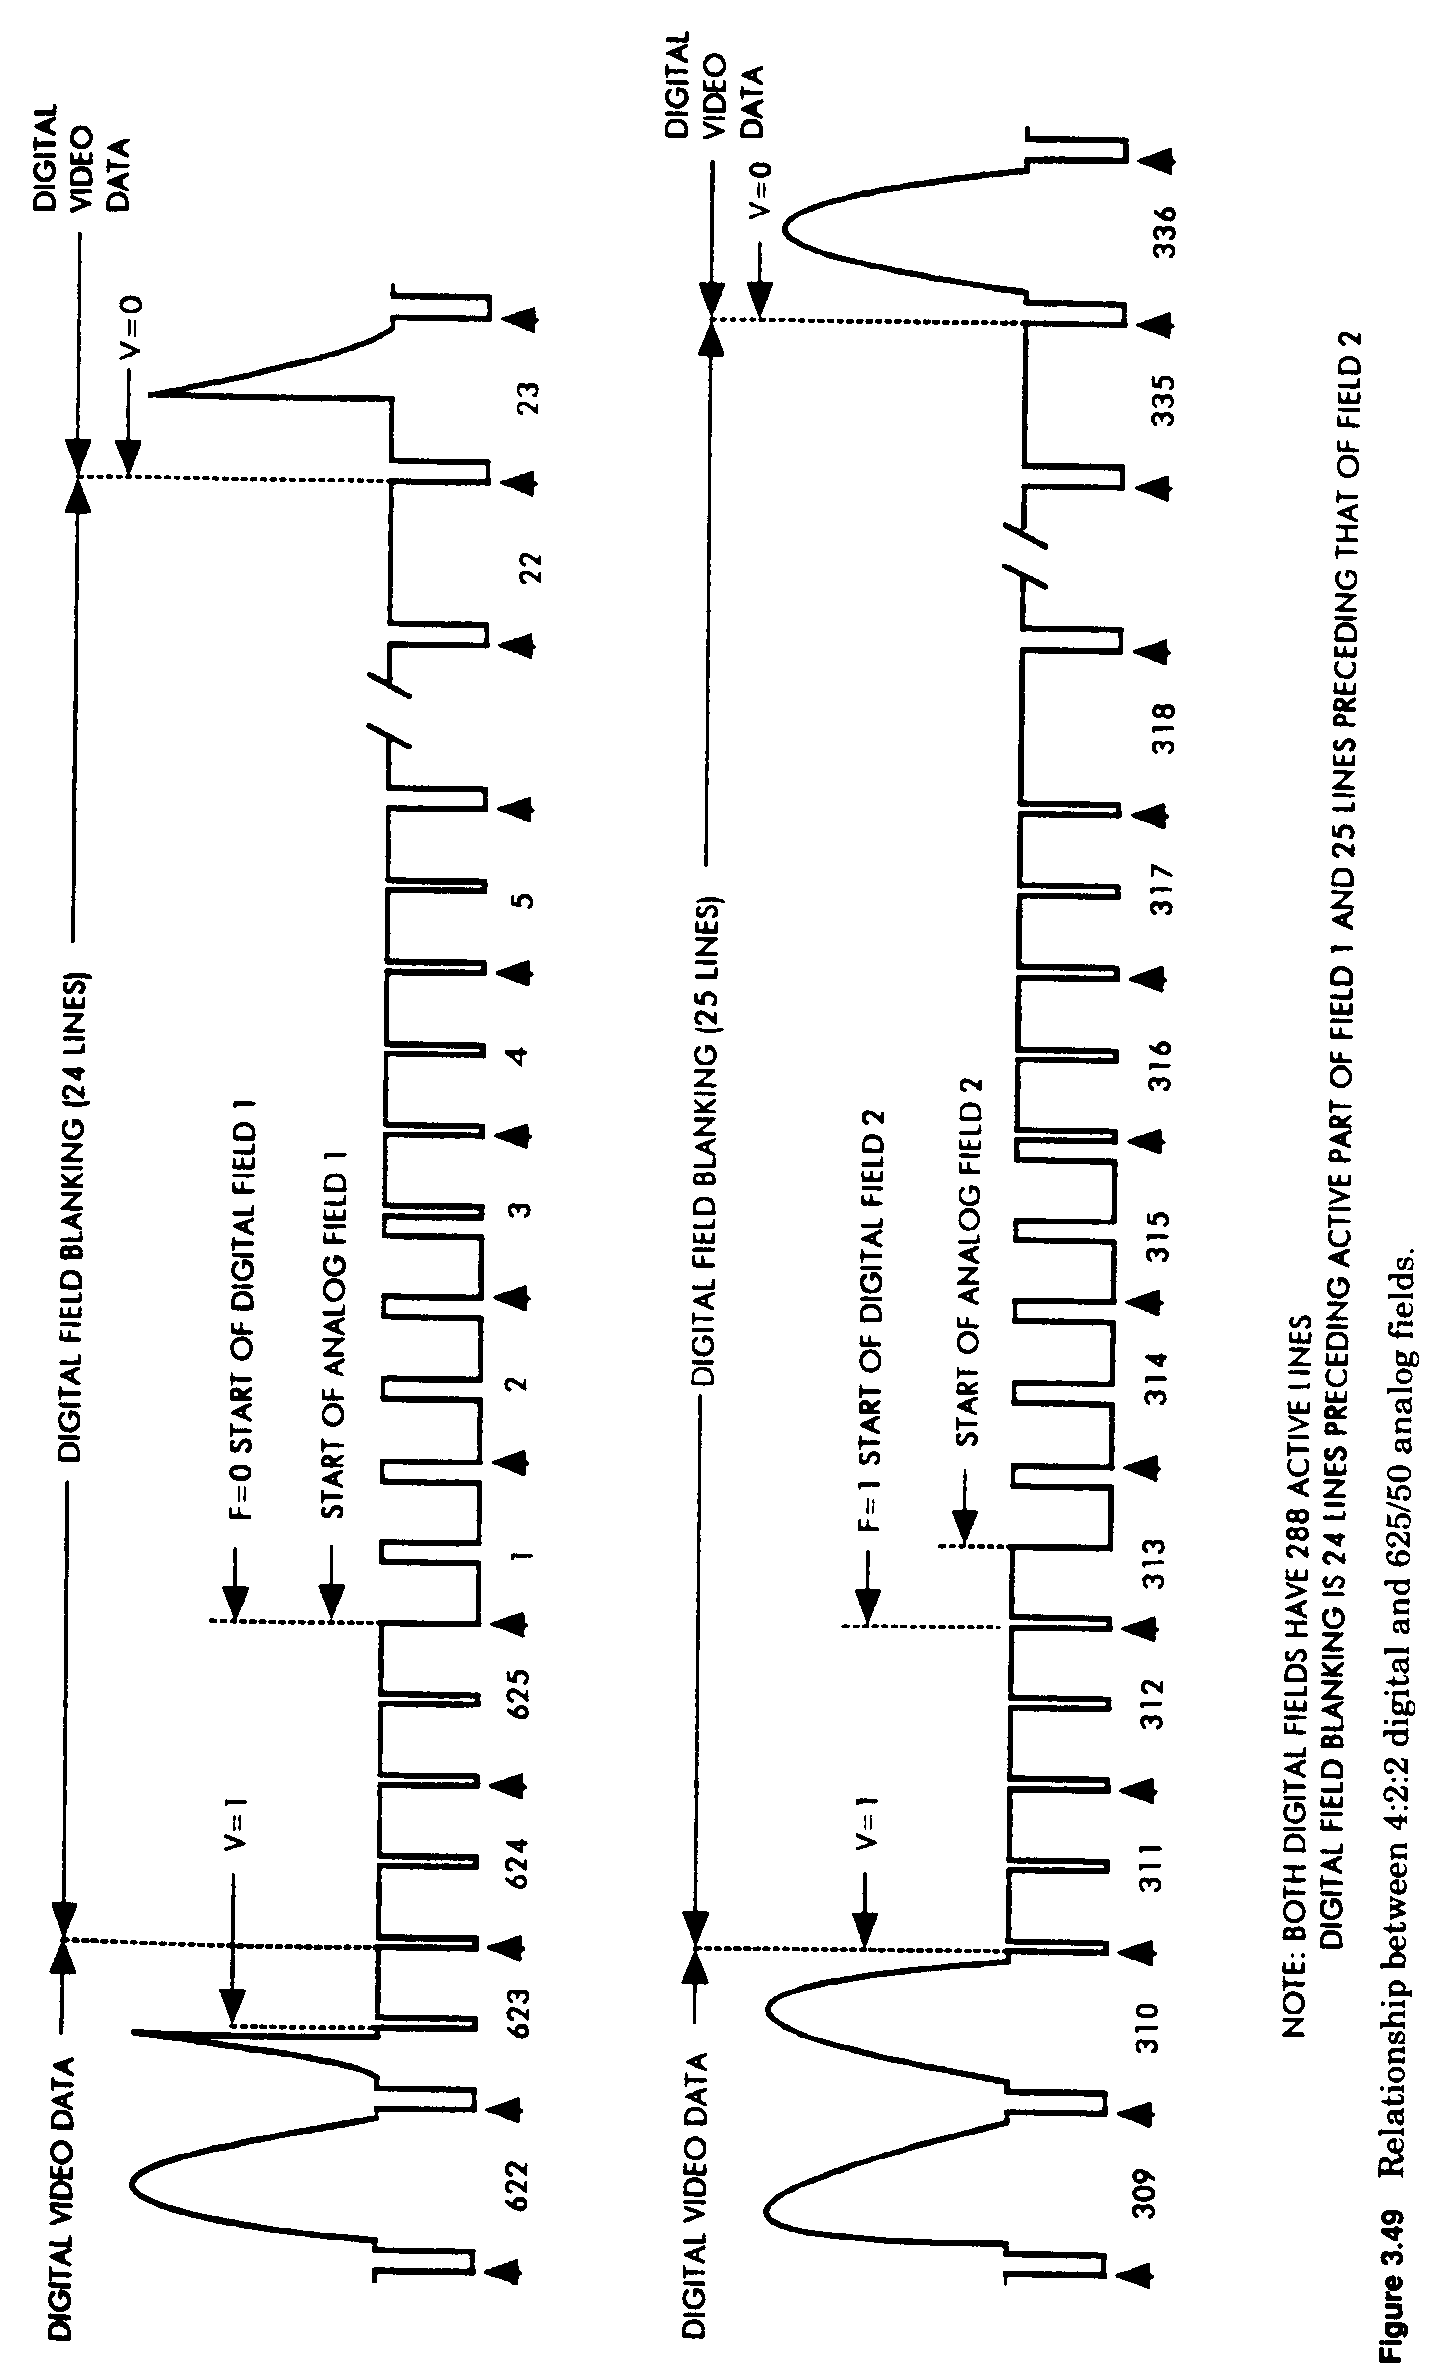 DIGITAL VIDEO DATA
DIGITAL FIELD BLANKING (24 LINES)
DIGITAL
VIDEO
DATA
V=1
F=0 START OF DIGITAL FIELD 1
V=0
START OF ANALOG FIELD 1
622 623 624 625 1 2 3 4 5 22 23
DIGITAL VIDEO DATA
DIGITAL FIELD BLANKING (25 LINES)
DIGITAL
VIDEO
DATA
V=1
F=1 START OF DIGITAL FIELD 2
V=0
START OF ANALOG FIELD 2
309 310 311 312 313 314 315 316 317 318 335 336
NOTE: BOTH DIGITAL FIELDS HAVE 288 ACTIVE LINES
DIGITAL FIELD BLANKING IS 24 LINES PRECEDING ACTIVE PART OF FIELD 1 AND 25 LINES PRECEDING THAT OF FIELD 2
Figure 3.49 Relationship between 4:2:2 digital and 625/50 analog fields.